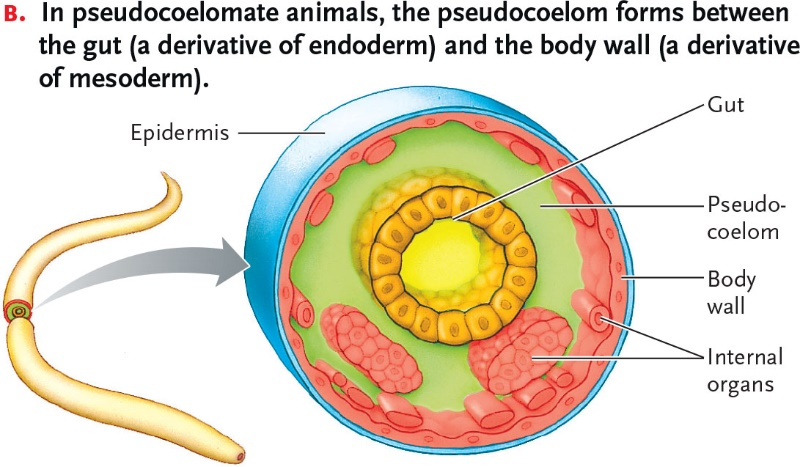 B. In pseudocoelomate animals, the pseudocoelom forms between
the gut (a derivative of endoderm) and the body wall (a derivative
of mesoderm).
Gut
Epidermis
Pseudo-
coelom
Body
wall
Internal
organs